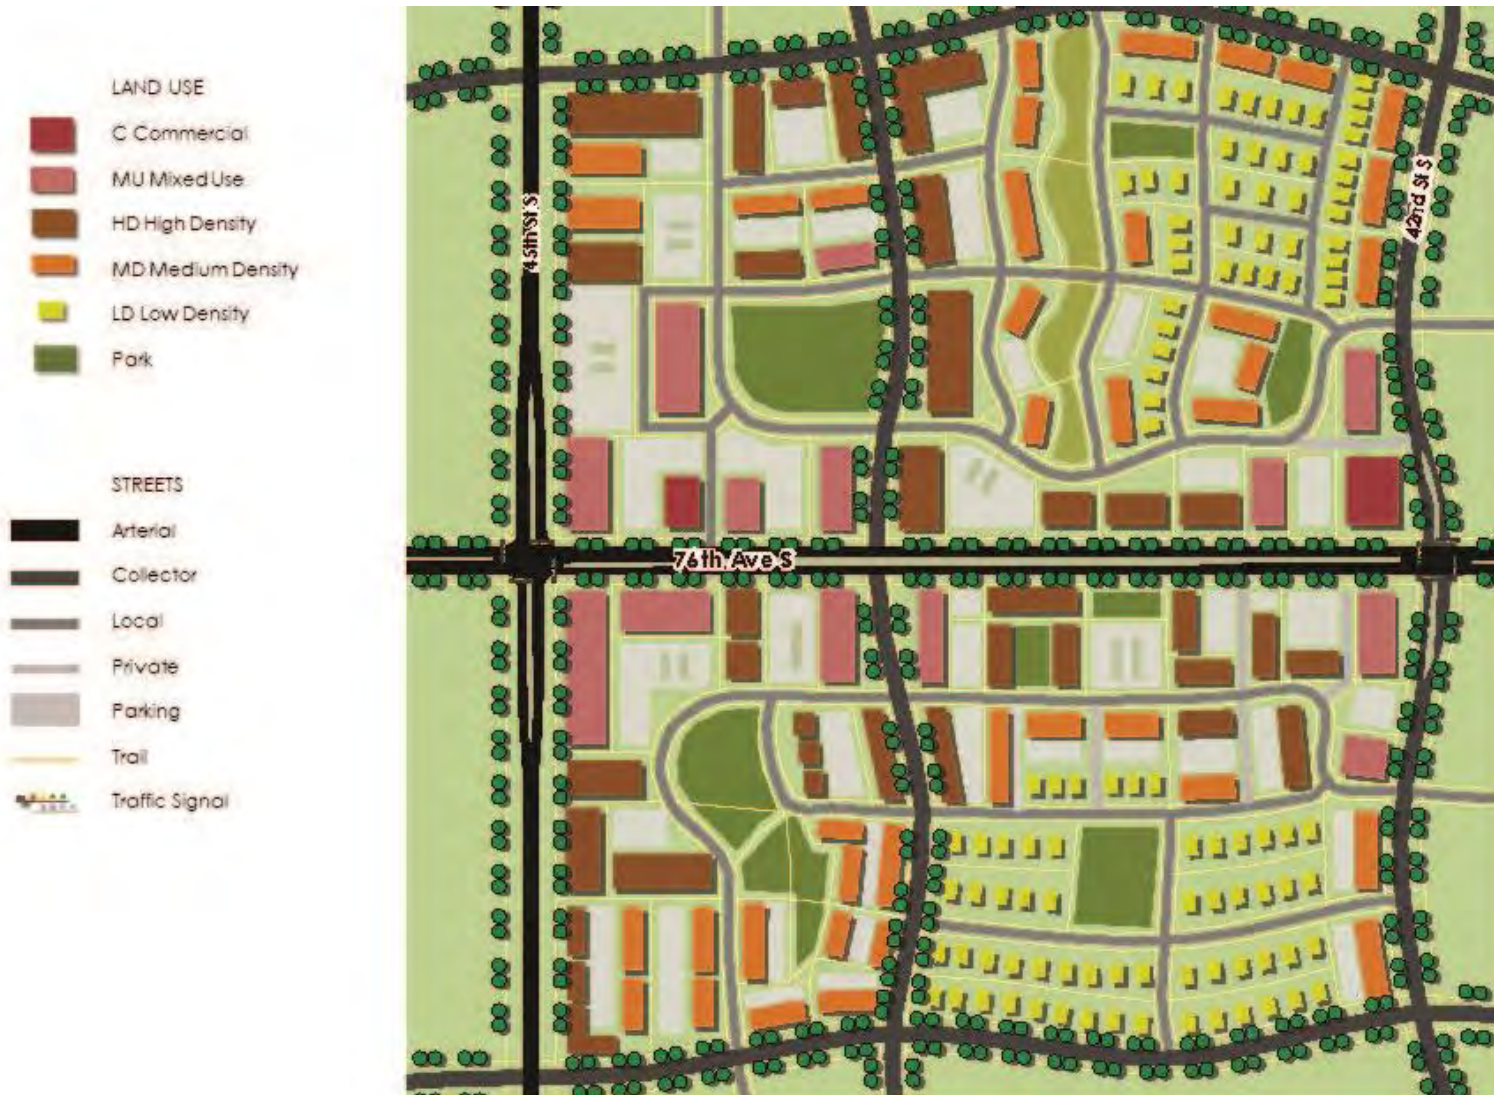 LAND USE
C Commercial
MU Mixed Use
HD High Density
MD Medium Density
LD Low Density
Park
STREETS
Arterial
Collector
Local
Private
Parking
Trail
Traffic Signal
45th St S
42nd St S
76th Ave S